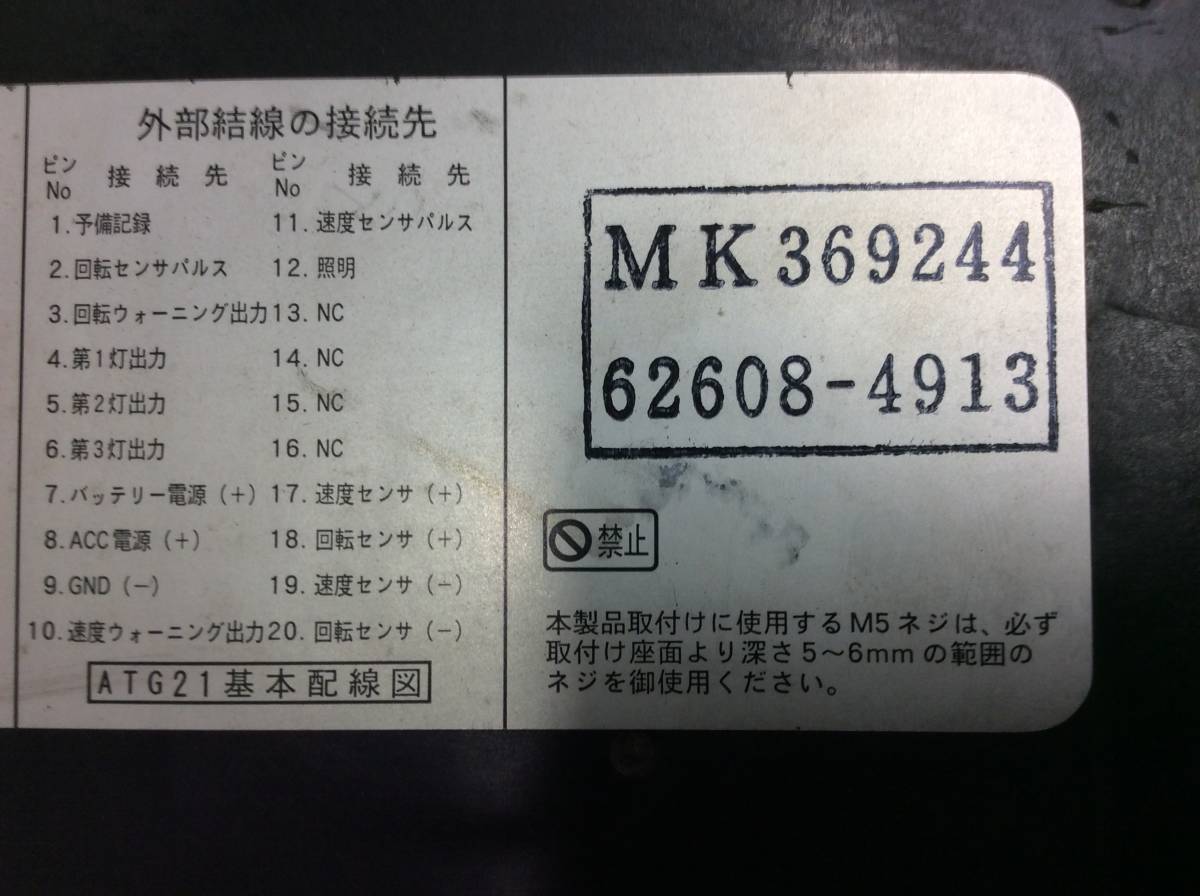 外部結線の接続先
ピンNo 接続先 ピンNo 接続先
1.予備記録 11.速度センサパルス
2.回転センサパルス 12.照明
3.回転ウォーニング出力 13.NC
4.第1灯出力 14.NC
5.第2灯出力 15.NC
6.第3灯出力 16.NC
7.バッテリー電源(+) 17.速度センサ(+)
8.ACC電源(+) 18.回転センサ(+)
9.GND(−) 19.速度センサ(−)
10.速度ウォーニング出力 20.回転センサ(−)
ATG21基本配線図
MK369244
62608-4913
禁止
本製品取付けに使用するM5ネジは、必ず
取付け座面より深さ5〜6mmの範囲の
ネジを御使用ください。